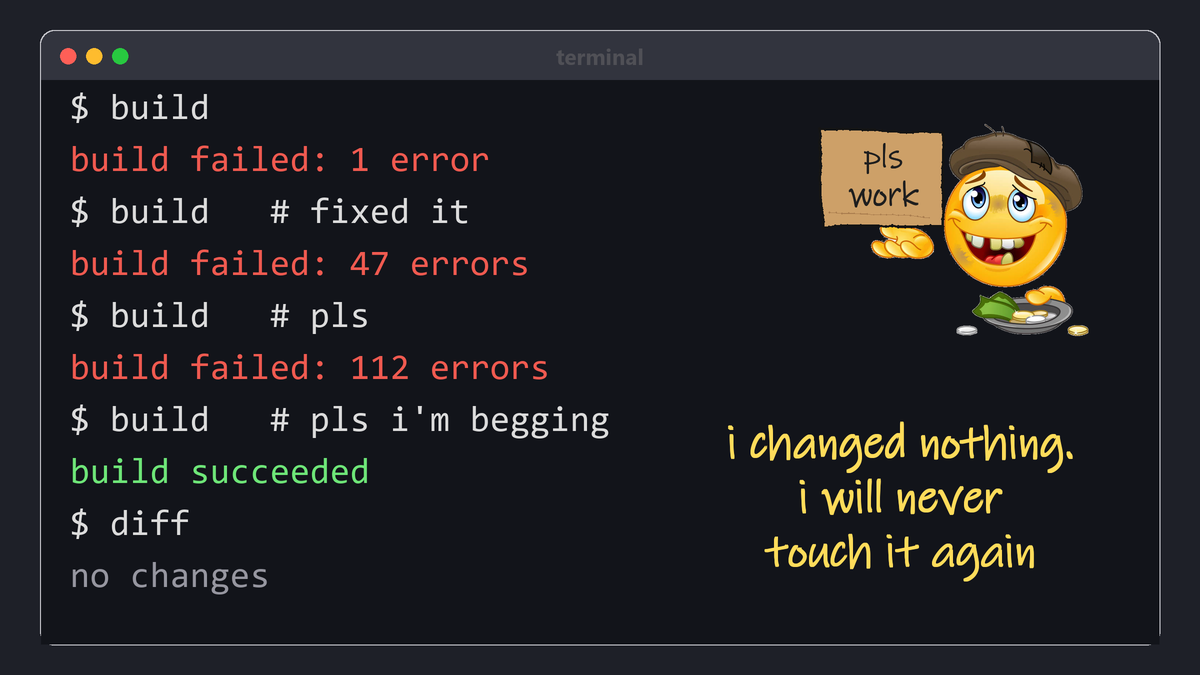 terminal
$ build
build failed: 1 error
$ build   # fixed it
build failed: 47 errors
$ build   # pls
build failed: 112 errors
$ build   # pls i'm begging
build succeeded
$ diff
no changes
pls
work
i changed nothing.
i will never
touch it again